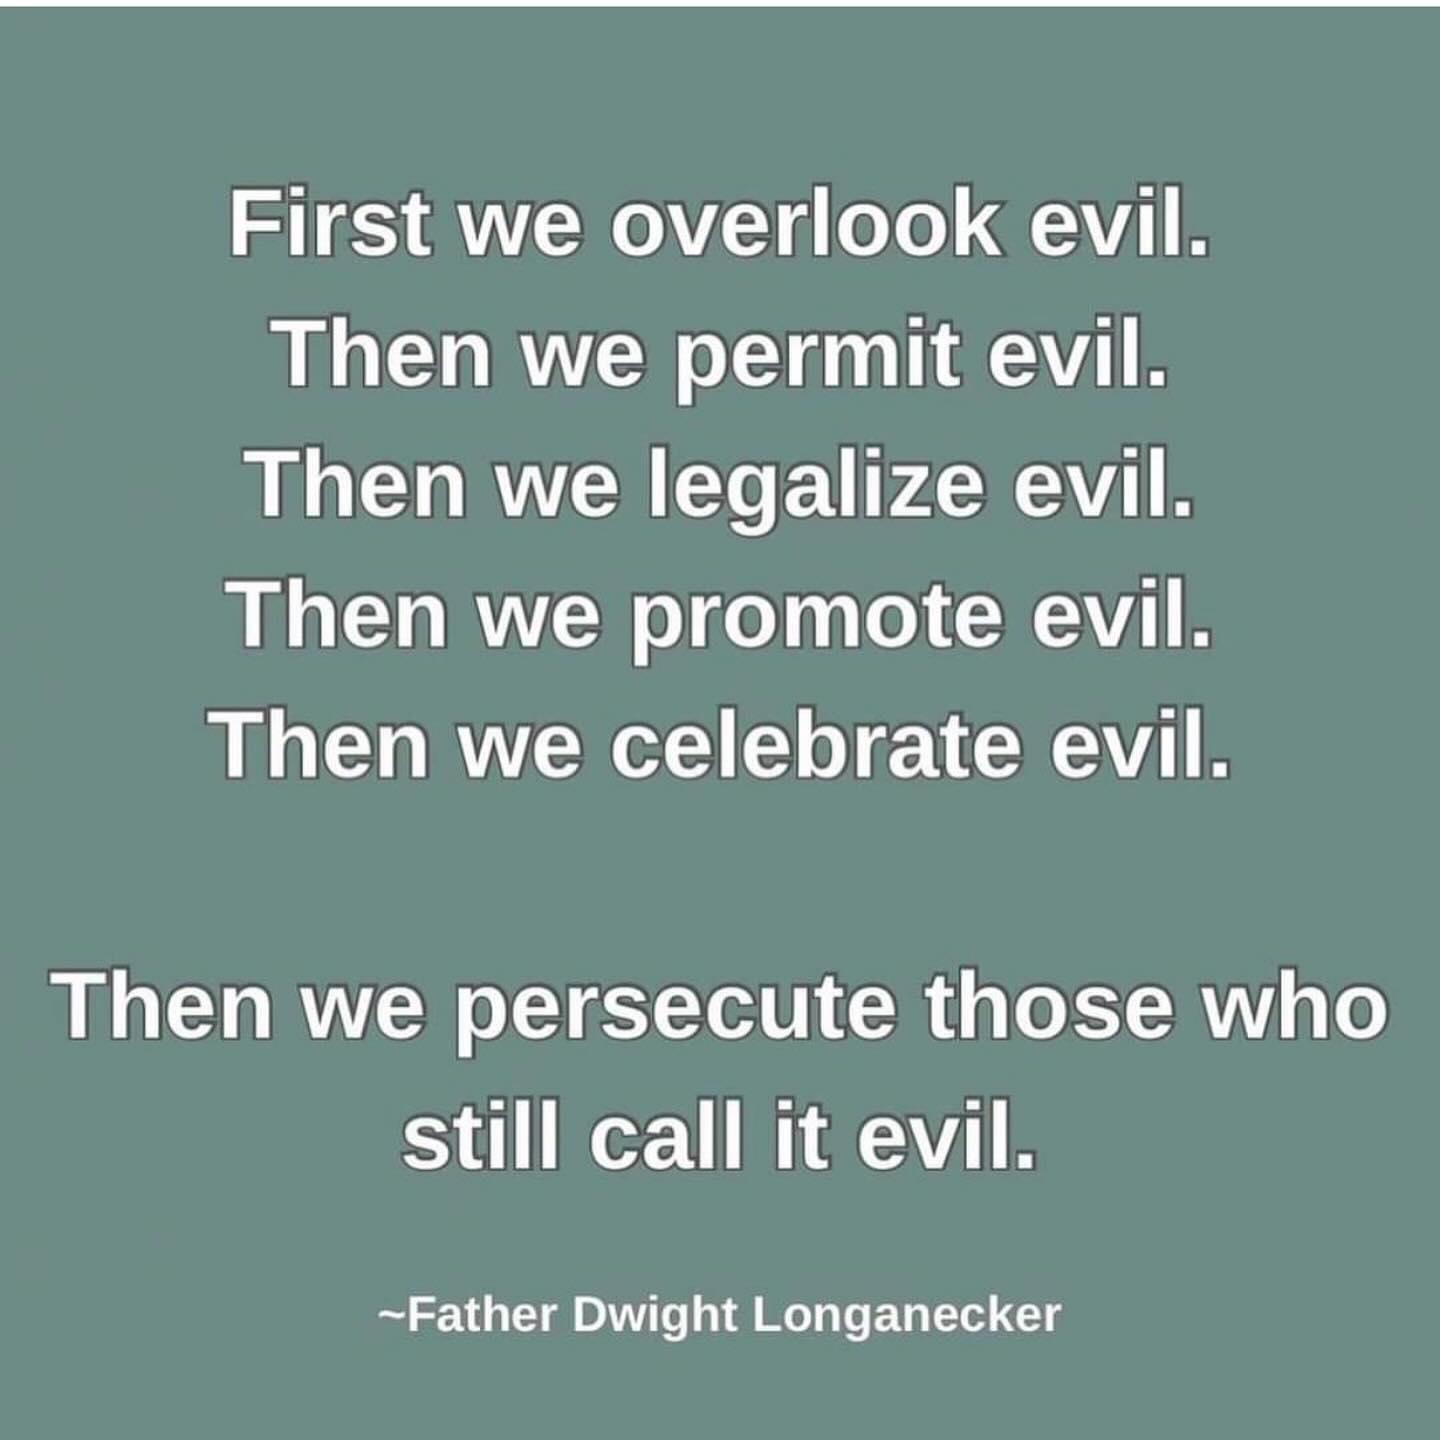 First we overlook evil.
Then we permit evil.
Then we legalize evil.
Then we promote evil.
Then we celebrate evil.
Then we persecute those who
still call it evil.
~Father Dwight Longanecker